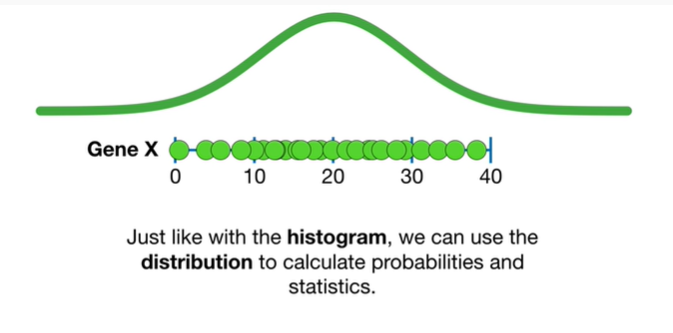 Gene X
0 10 20 30 40
Just like with the histogram, we can use the
distribution to calculate probabilities and
statistics.